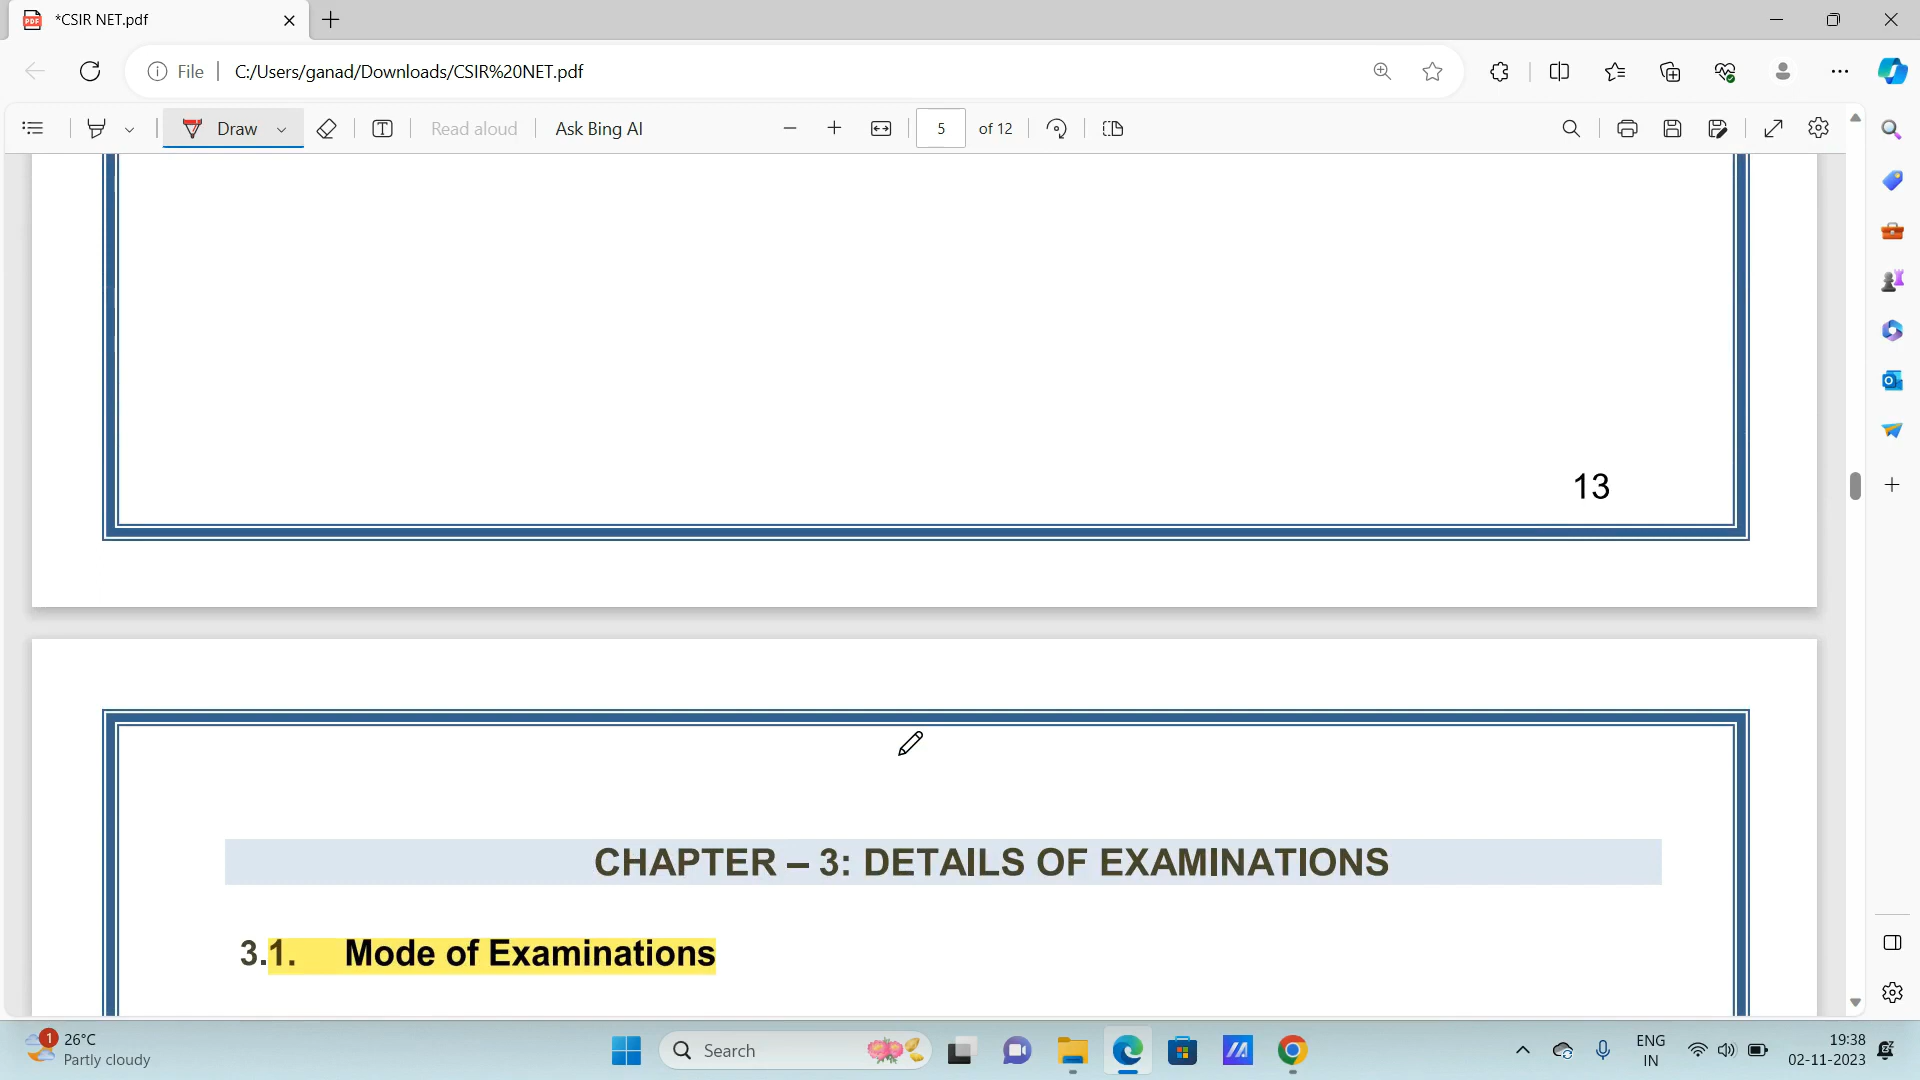 *CSIR NET.pdf
File
C:/Users/ganad/Downloads/CSIR%20NET.pdf
Draw
Read aloud
Ask Bing AI
5
of 12
13
CHAPTER – 3: DETAILS OF EXAMINATIONS
3.1. Mode of Examinations
1
26°C
Partly cloudy
Search
ENG
IN
19:38
02-11-2023